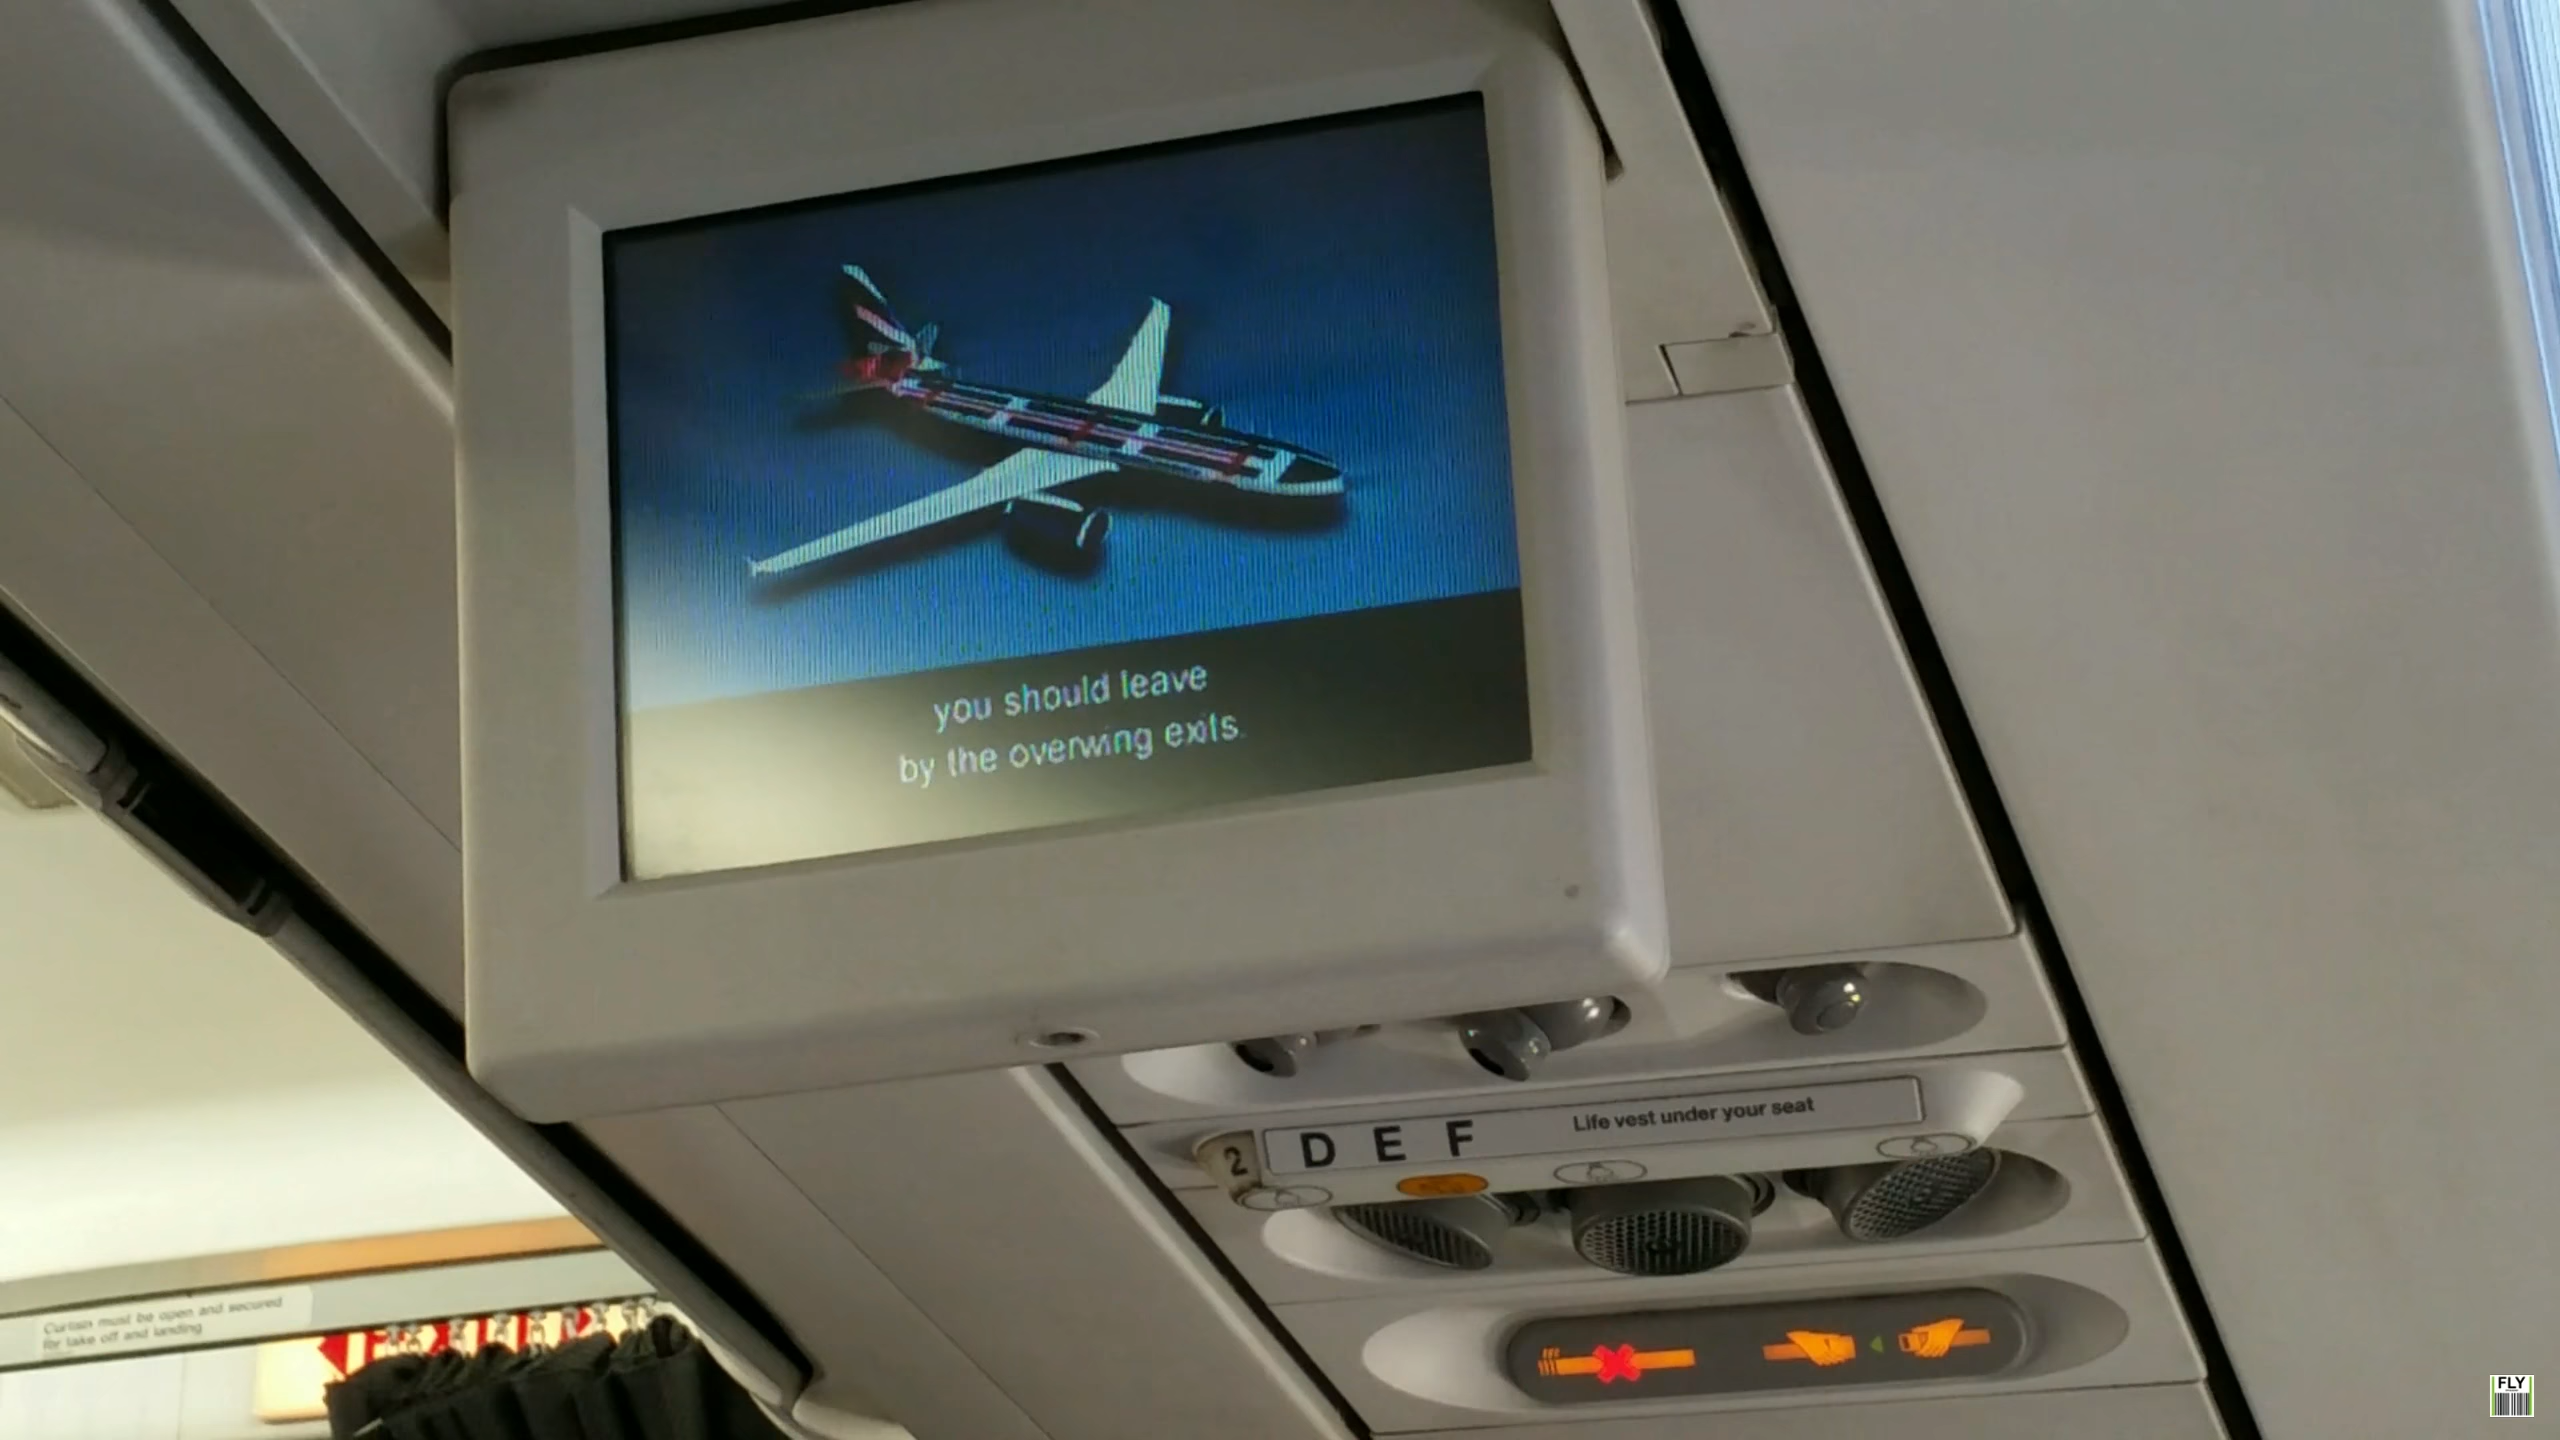 you should leave
by the overwing exits.
2
D E F
Life vest under your seat
Curtain must be open and secured
for take off and landing
FLY